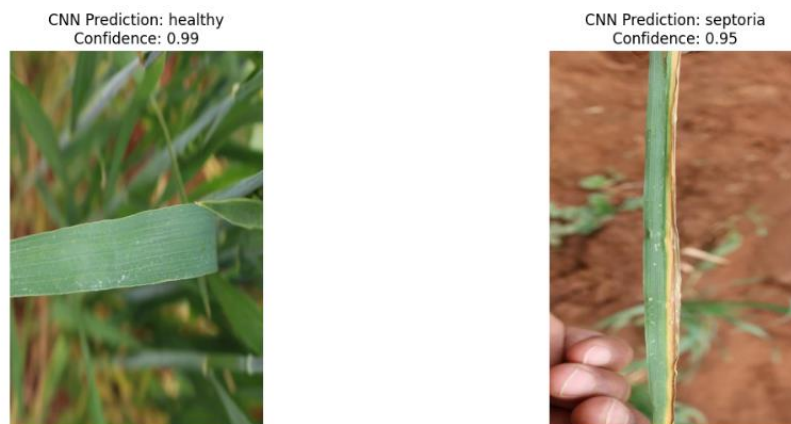 CNN Prediction: healthy
Confidence: 0.99
CNN Prediction: septoria
Confidence: 0.95